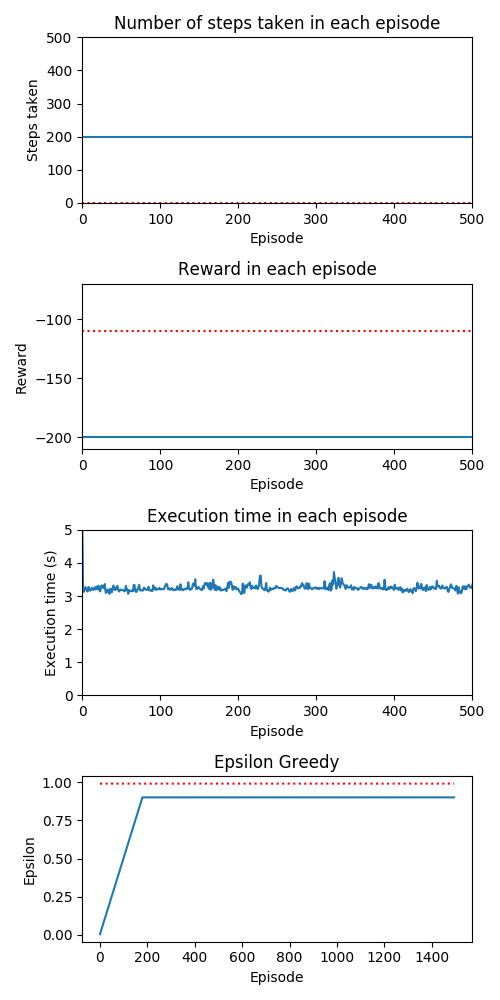 Number of steps taken in each episode
500
400
300
200
100
0
Steps taken
0 100 200 300 400 500
Episode
Reward in each episode
−100
−150
−200
Reward
0 100 200 300 400 500
Episode
Execution time in each episode
5
4
3
2
1
0
Execution time (s)
0 100 200 300 400 500
Episode
Epsilon Greedy
1.00
0.75
0.50
0.25
0.00
Epsilon
0 200 400 600 800 1000 1200 1400
Episode